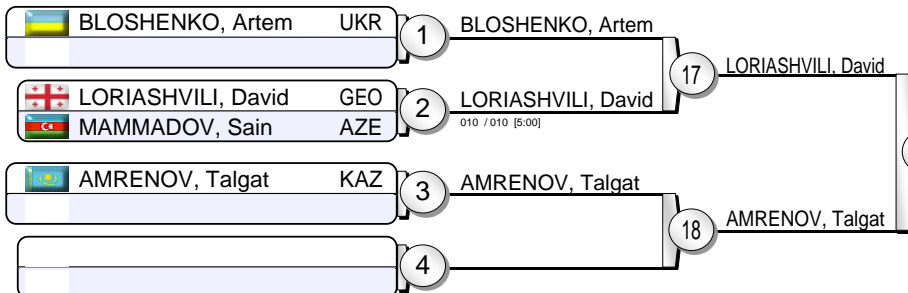 BLOSHENKO, Artem UKR
1
BLOSHENKO, Artem
17
LORIASHVILI, David
LORIASHVILI, David GEO
MAMMADOV, Sain AZE
2
LORIASHVILI, David
010 / 010 [5:00]
AMRENOV, Talgat KAZ
3
AMRENOV, Talgat
18
AMRENOV, Talgat
4